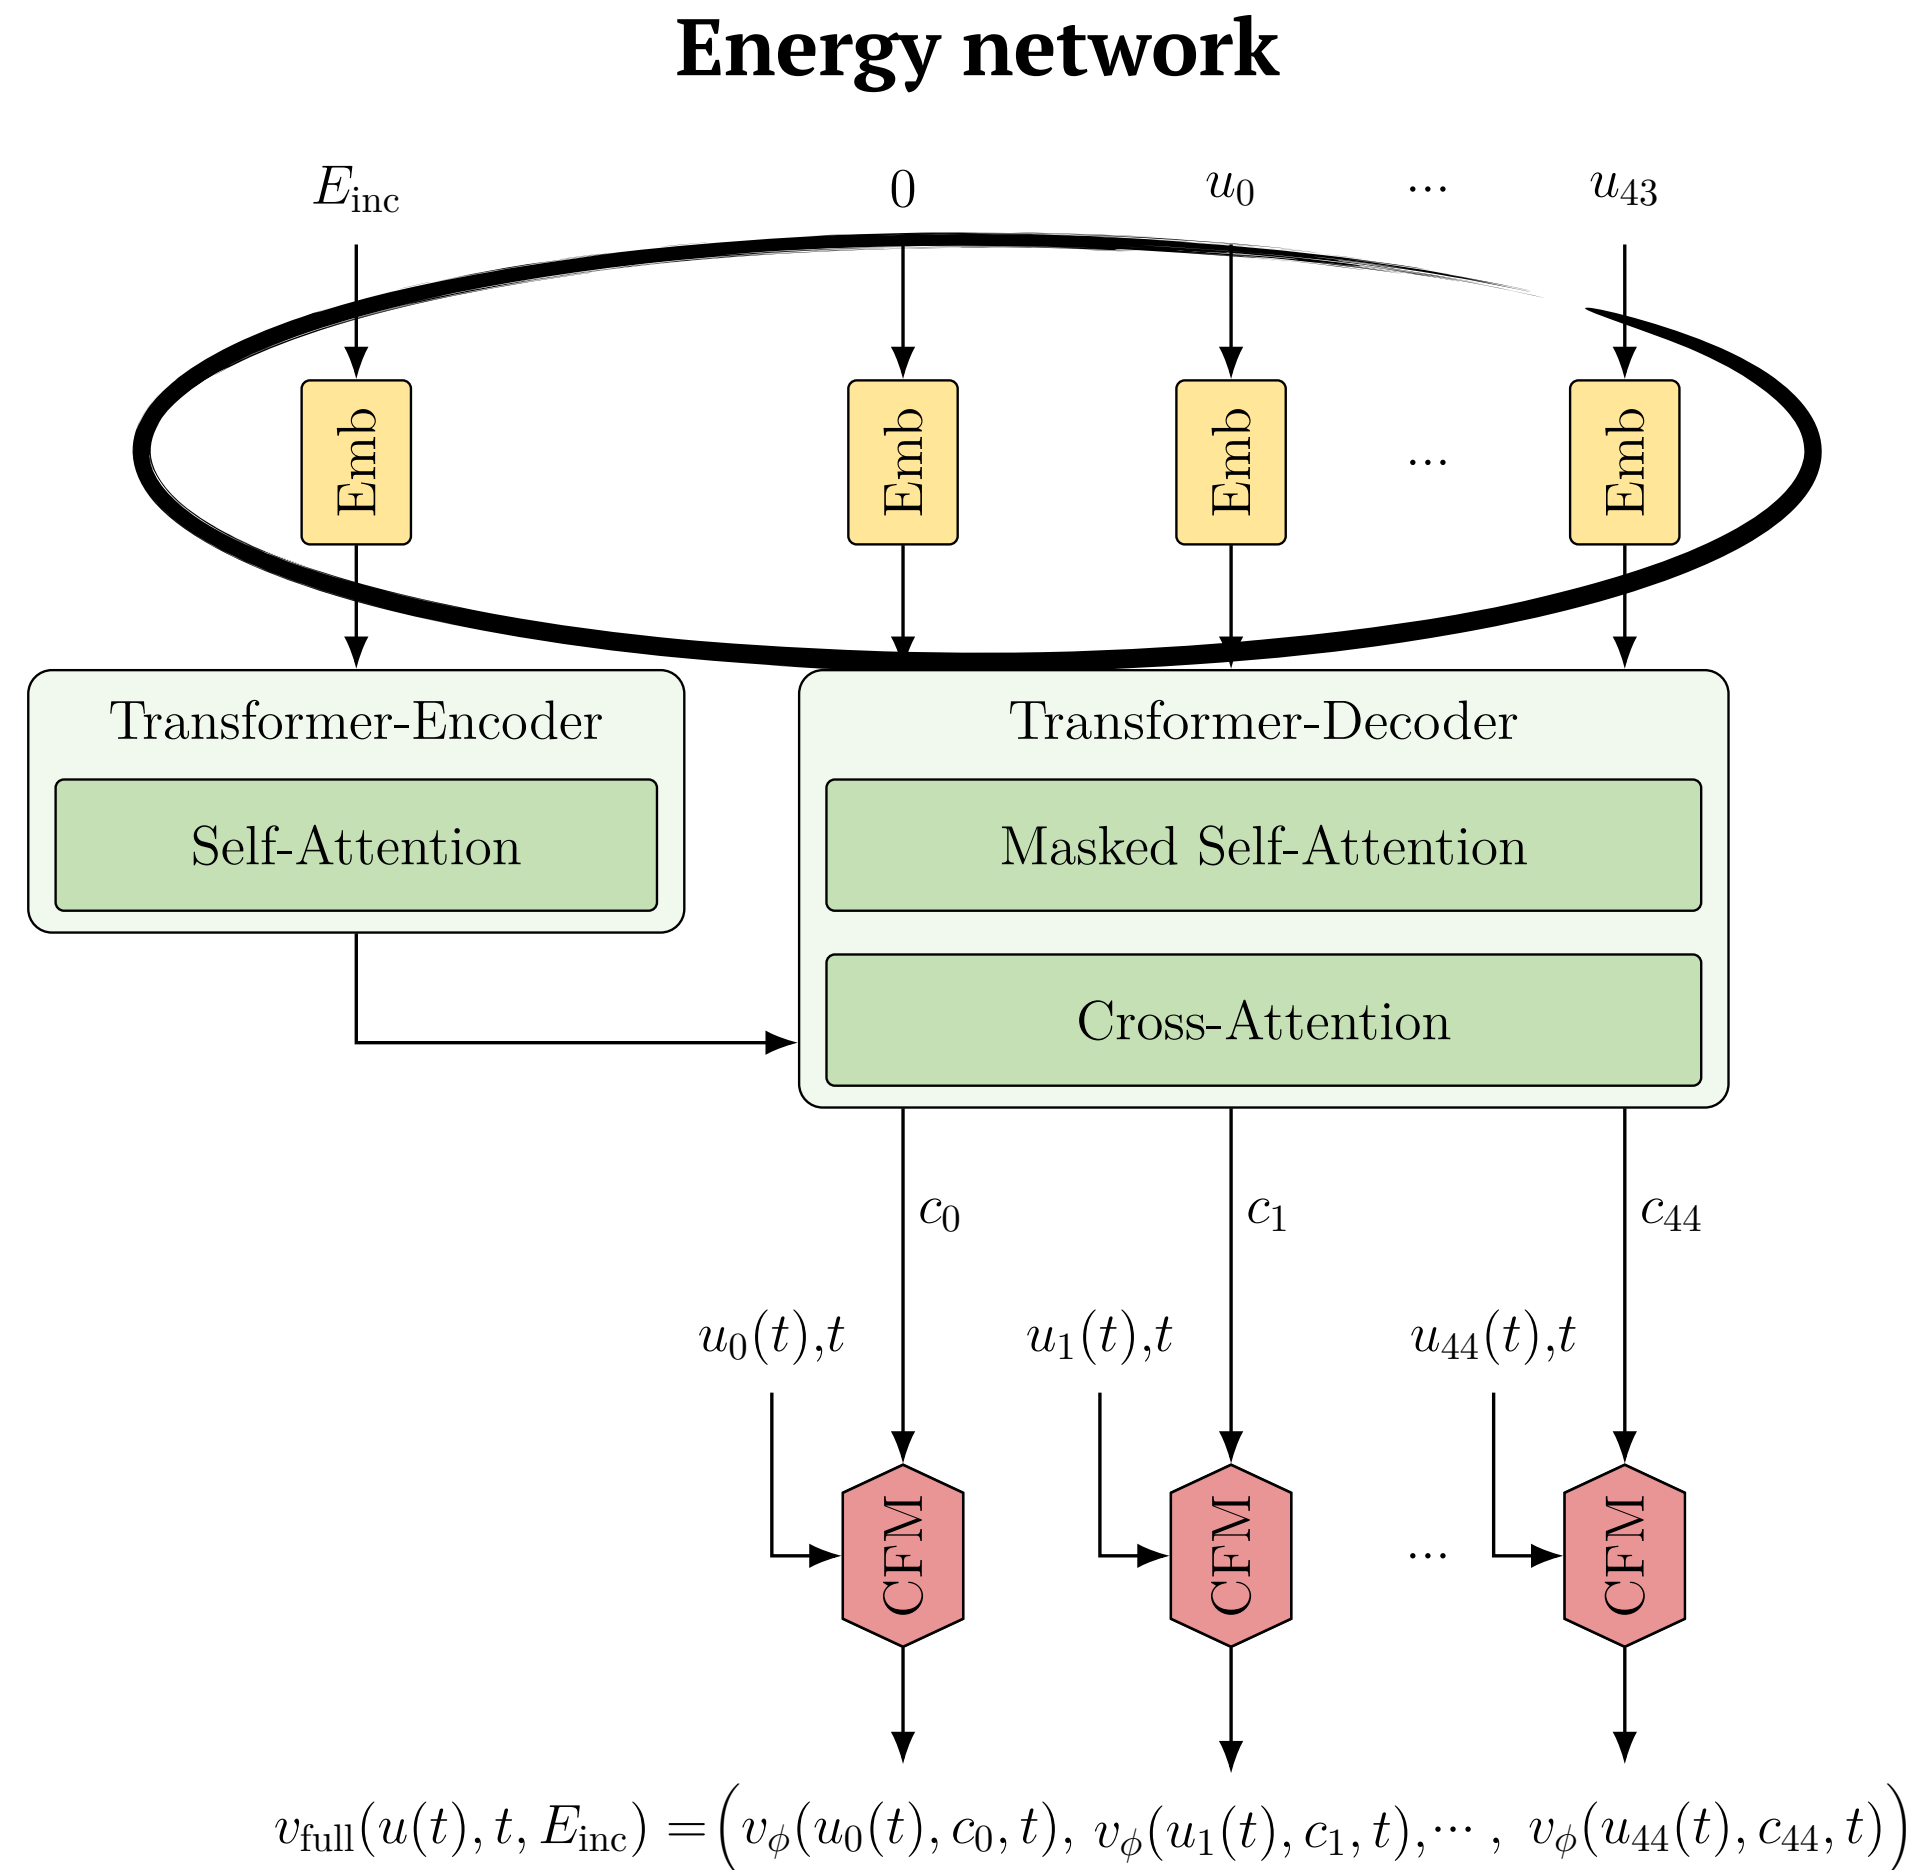 Energy network
E_inc 0 u_0 ... u_43
Emb Emb Emb ... Emb
Transformer-Encoder Transformer-Decoder
Self-Attention Masked Self-Attention
Cross-Attention
c_0 c_1 c_44
u_0(t),t u_1(t),t u_44(t),t
CFM CFM ... CFM
v_full(u(t), t, E_inc) = (v_ϕ(u_0(t), c_0, t), v_ϕ(u_1(t), c_1, t), ⋯ , v_ϕ(u_44(t), c_44, t))